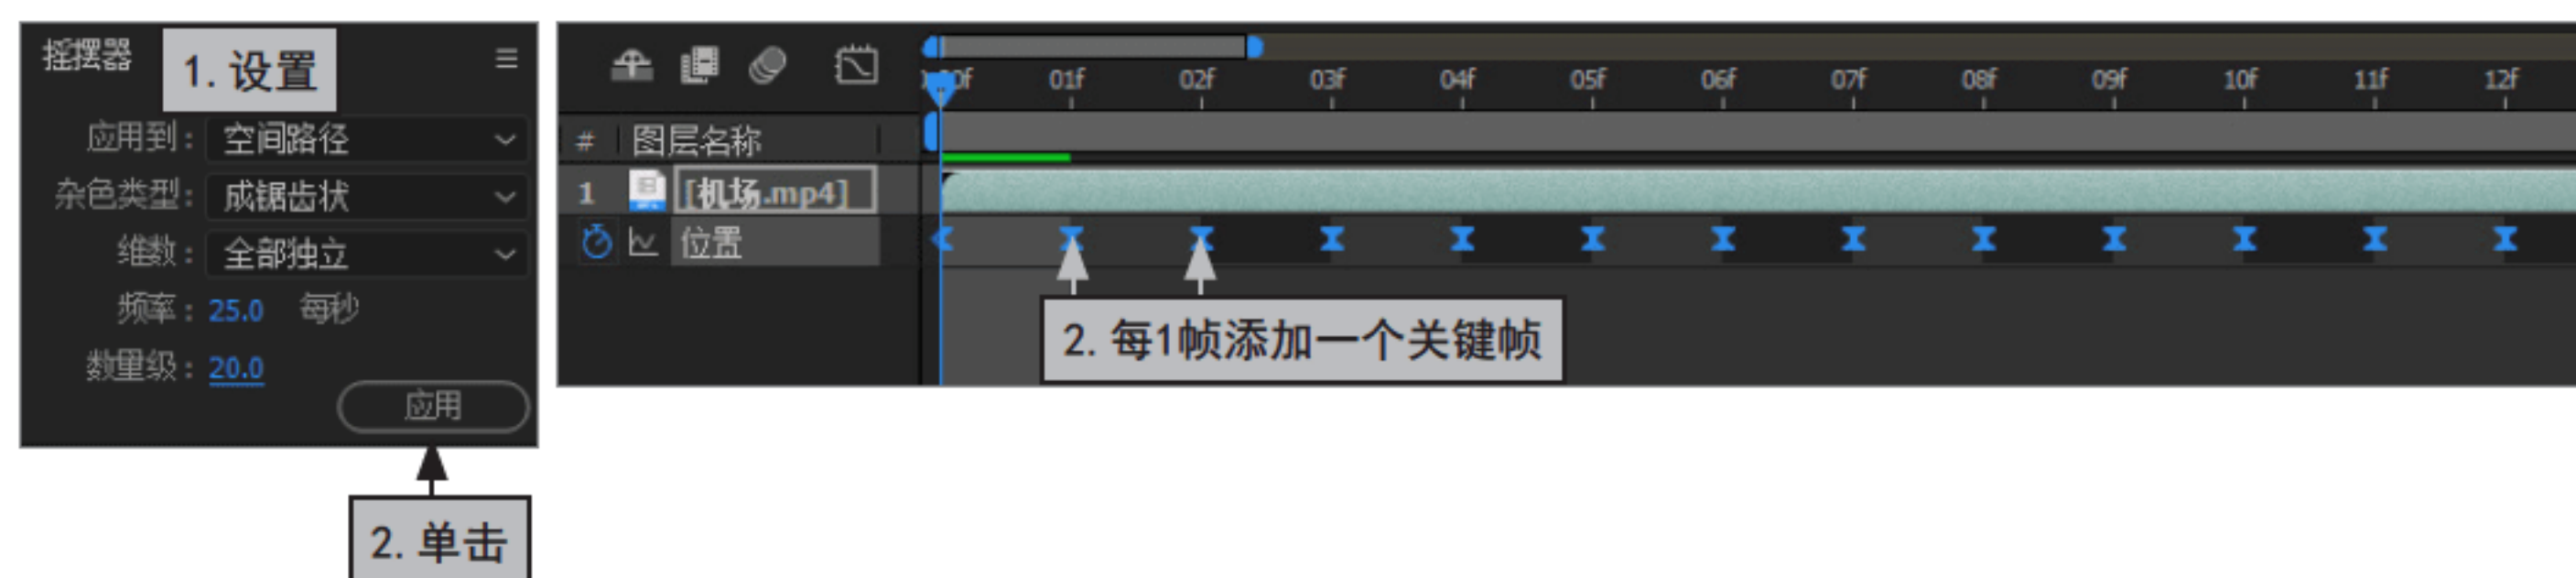 摇摆器
1. 设置
应用到：
空间路径
杂色类型：
成锯齿状
维数：
全部独立
频率：
25.0
每秒
数量级：
20.0
应用
2. 单击
01f
02f
03f
04f
05f
06f
07f
08f
09f
10f
11f
12f
#
图层名称
1
[机场.mp4]
位置
2. 每1帧添加一个关键帧